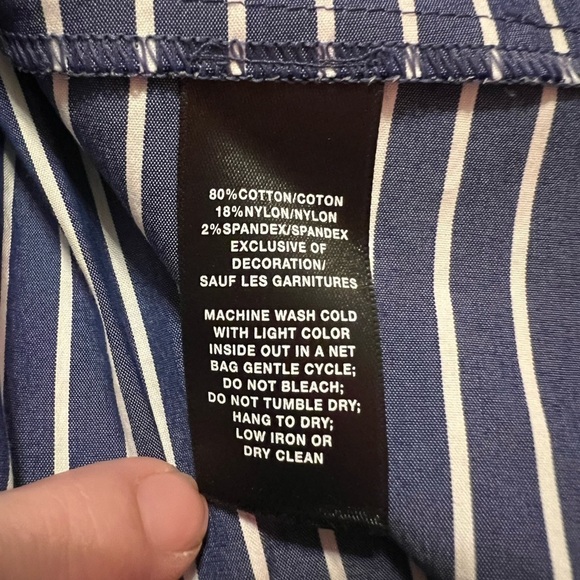 80%COTTON/COTON
18%NYLON/NYLON
2%SPANDEX/SPANDEX
EXCLUSIVE OF
DECORATION/
SAUF LES GARNITURES
MACHINE WASH COLD
WITH LIGHT COLOR
INSIDE OUT IN A NET
BAG GENTLE CYCLE;
DO NOT BLEACH;
DO NOT TUMBLE DRY;
HANG TO DRY;
LOW IRON OR
DRY CLEAN